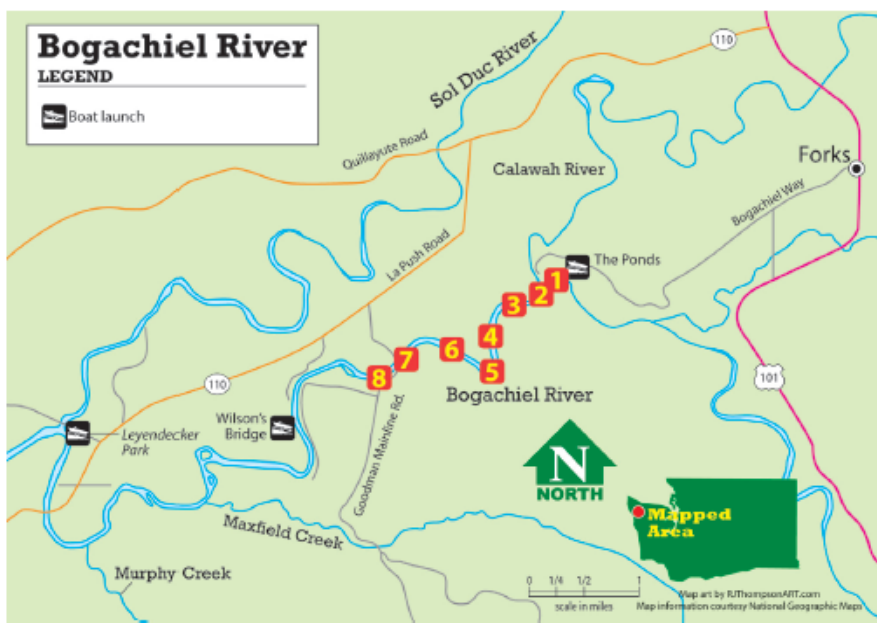 Bogachiel River
LEGEND
Boat launch
Sol Duc River
110
Quillayute Road
Calawah River
Forks
Bogachiel Way
La Push Road
The Ponds
1
2
3
4
5
6
7
8
Bogachiel River
101
110
Wilson's
Bridge
Leyendecker
Park
Goodman Mainline Rd.
N
NORTH
Mapped
Area
Maxfield Creek
Murphy Creek
0 1/4 1/2 1
scale in miles
Map art by RJThompsonART.com
Map information courtesy National Geographic Maps